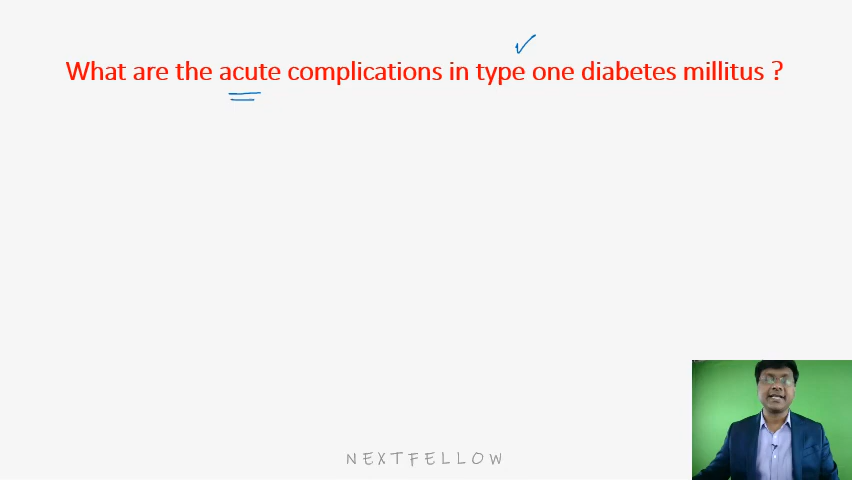 What are the acute complications in type one diabetes millitus ?
NEXTFELLOW